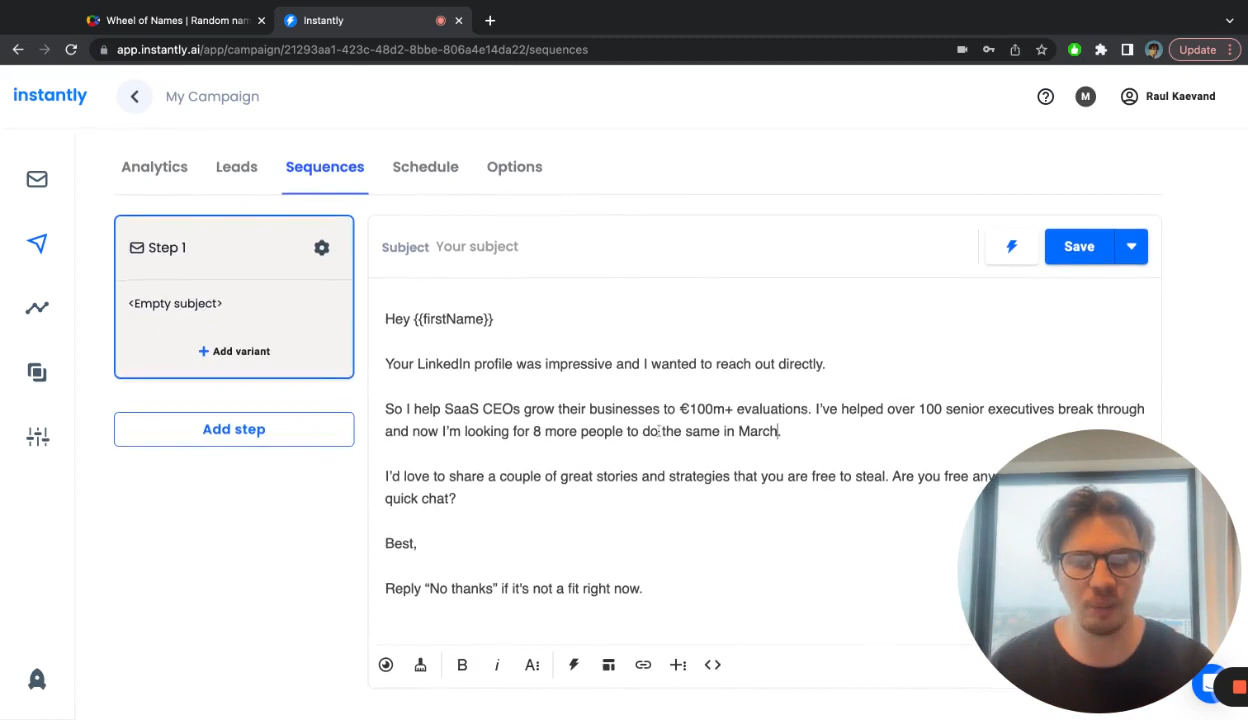 Wheel of Names | Random nam
Instantly
app.instantly.ai/app/campaign/21293aa1-423c-48d2-8bbe-806a4e14da22/sequences
Update
instantly
My Campaign
M
Raul Kaevand
Analytics
Leads
Sequences
Schedule
Options
Step 1
Subject
Your subject
Save
<Empty subject>
Add variant
Add step
Hey {{firstName}}
Your LinkedIn profile was impressive and I wanted to reach out directly.
So I help SaaS CEOs grow their businesses to €100m+ evaluations. I’ve helped over 100 senior executives break through
and now I’m looking for 8 more people to do the same in March.
I’d love to share a couple of great stories and strategies that you are free to steal. Are you free any
quick chat?
Best,
Reply “No thanks” if it's not a fit right now.
B
i
A